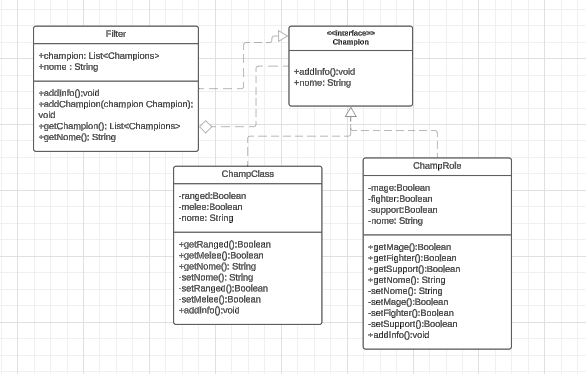 Filter
+champion: List<Champions>
+nome : String
+addInfo();void
+addChampion(champion Champion);
void
+getChampion(); List<Champions>
+getNome(); String
<<interface>>
Champion
+addInfo():void
+nome: String
ChampClass
-ranged:Boolean
-melee:Boolean
-nome: String
+getRanged():Boolean
+getMelee():Boolean
+getNome(): String
-setNome(): String
-setRanged():Boolean
-setMelee():Boolean
+addInfo():void
ChampRole
-mage:Boolean
-fighter:Boolean
-support:Boolean
-nome: String
+getMage():Boolean
+getFighter():Boolean
+getSupport():Boolean
+getNome(): String
-setNome(): String
-setMage():Boolean
-setFighter():Boolean
-setSupport():Boolean
+addInfo():void